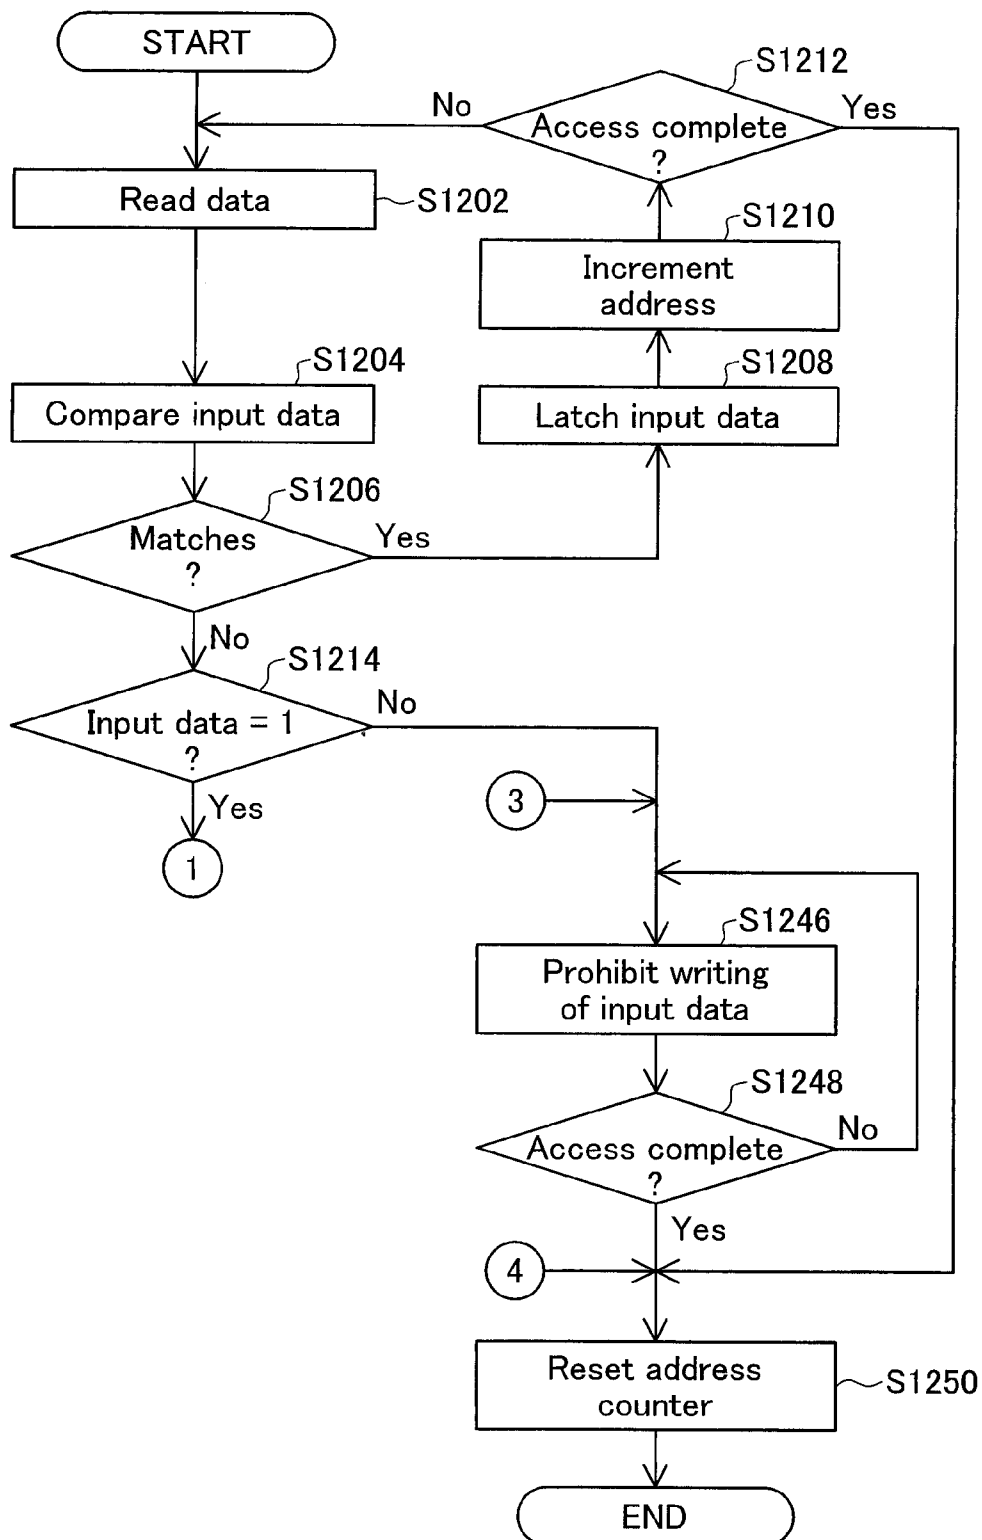 START
S1212
No
Access complete
?
Yes
Read data
S1202
S1210
Increment
address
S1204
Compare input data
S1208
Latch input data
S1206
Matches
?
Yes
No
S1214
Input data = 1
?
No
Yes
1
3
S1246
Prohibit writing
of input data
S1248
Access complete
?
No
Yes
4
Reset address
counter
S1250
END